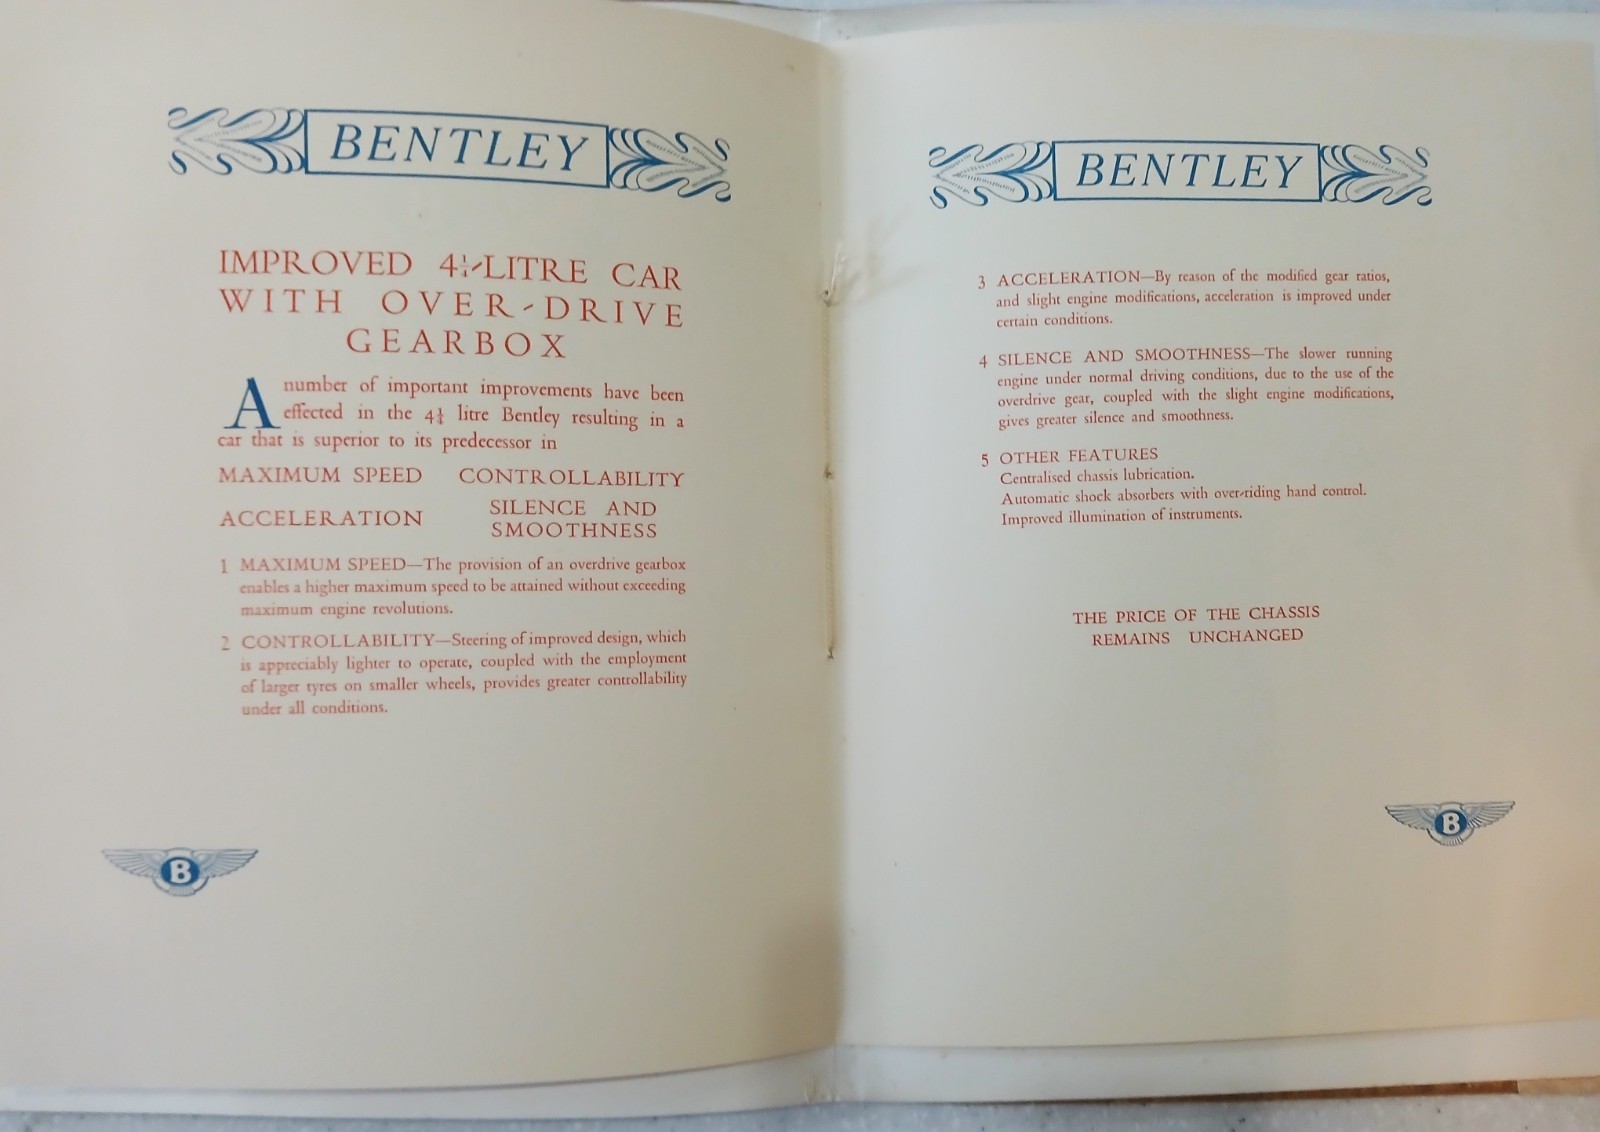 BENTLEY
IMPROVED 4¼-LITRE CAR
WITH OVER-DRIVE
GEARBOX
A number of important improvements have been
effected in the 4¼ litre Bentley resulting in a
car that is superior to its predecessor in
MAXIMUM SPEED CONTROLLABILITY
ACCELERATION SILENCE AND
SMOOTHNESS
1 MAXIMUM SPEED—The provision of an overdrive gearbox
enables a higher maximum speed to be attained without exceeding
maximum engine revolutions.
2 CONTROLLABILITY—Steering of improved design, which
is appreciably lighter to operate, coupled with the employment
of larger tyres on smaller wheels, provides greater controllability
under all conditions.
B
BENTLEY
3 ACCELERATION—By reason of the modified gear ratios,
and slight engine modifications, acceleration is improved under
certain conditions.
4 SILENCE AND SMOOTHNESS—The slower running
engine under normal driving conditions, due to the use of the
overdrive gear, coupled with the slight engine modifications,
gives greater silence and smoothness.
5 OTHER FEATURES
Centralised chassis lubrication.
Automatic shock absorbers with over-riding hand control.
Improved illumination of instruments.
THE PRICE OF THE CHASSIS
REMAINS UNCHANGED
B